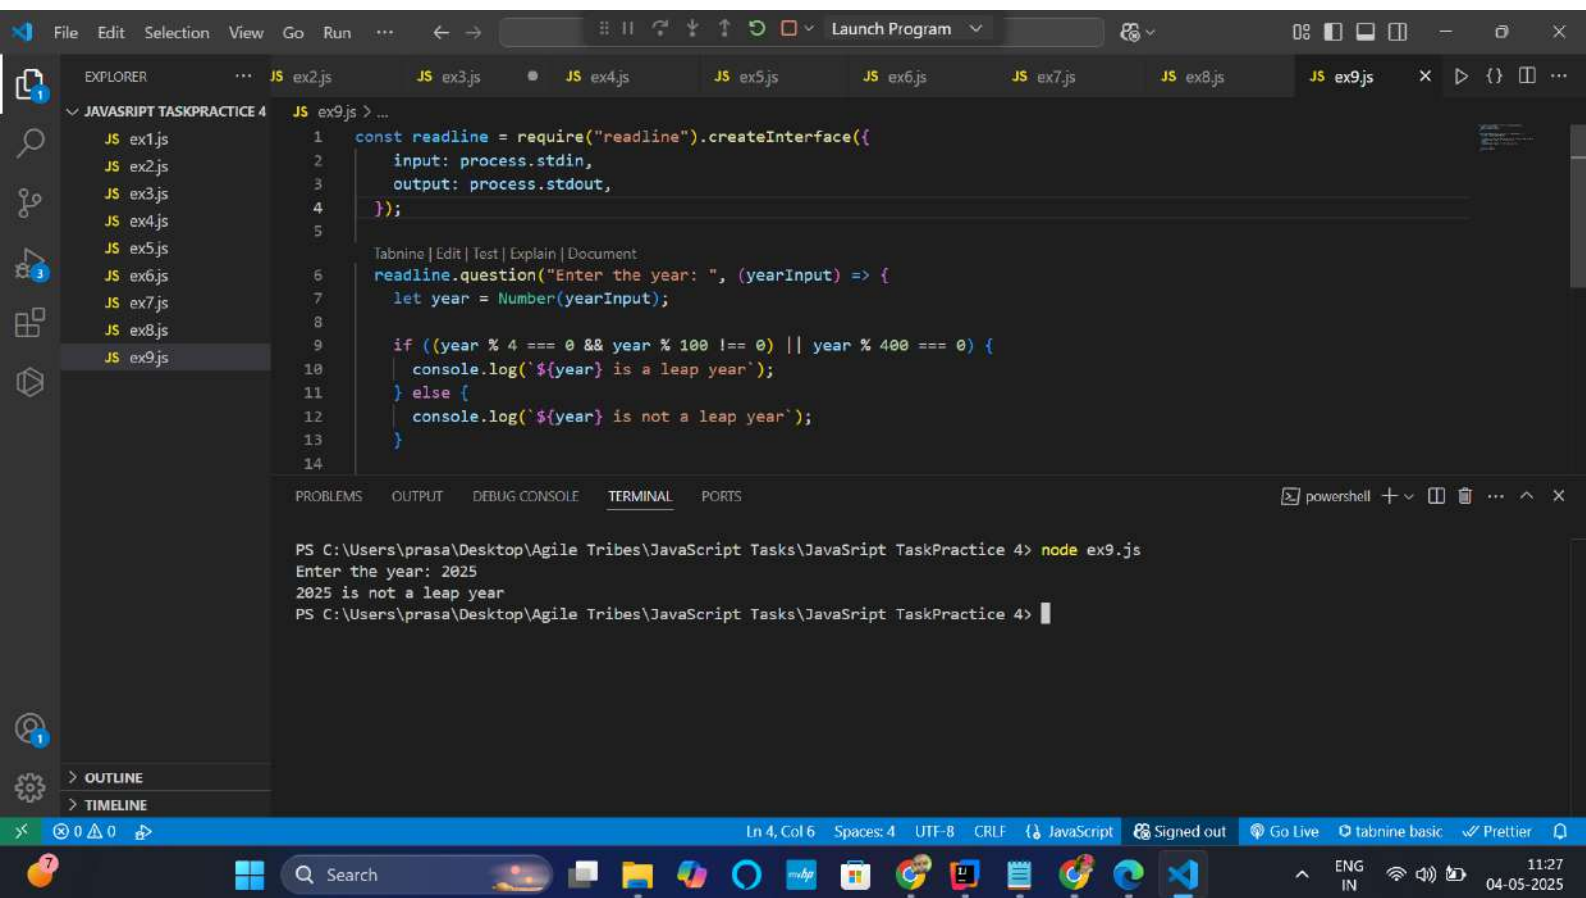 File Edit Selection View Go Run ··· Launch Program
EXPLORER ···
JS ex2.js JS ex3.js JS ex4.js JS ex5.js JS ex6.js JS ex7.js JS ex8.js JS ex9.js
JAVASRIPT TASKPRACTICE 4
JS ex1.js
JS ex2.js
JS ex3.js
JS ex4.js
JS ex5.js
JS ex6.js
JS ex7.js
JS ex8.js
JS ex9.js
OUTLINE
TIMELINE
JS ex9.js > ...
1 const readline = require("readline").createInterface({
2 input: process.stdin,
3 output: process.stdout,
4 });
5
Tabnine | Edit | Test | Explain | Document
6 readline.question("Enter the year: ", (yearInput) => {
7 let year = Number(yearInput);
8
9 if ((year % 4 === 0 && year % 100 !== 0) || year % 400 === 0) {
10 console.log(`${year} is a leap year`);
11 } else {
12 console.log(`${year} is not a leap year`);
13 }
14
PROBLEMS OUTPUT DEBUG CONSOLE TERMINAL PORTS powershell
PS C:\Users\prasa\Desktop\Agile Tribes\JavaScript Tasks\JavaSript TaskPractice 4> node ex9.js
Enter the year: 2025
2025 is not a leap year
PS C:\Users\prasa\Desktop\Agile Tribes\JavaScript Tasks\JavaSript TaskPractice 4>
0 0 Ln 4, Col 6 Spaces: 4 UTF-8 CRLF JavaScript Signed out Go Live tabnine basic Prettier
7 Search ENG 11:27
IN 04-05-2025